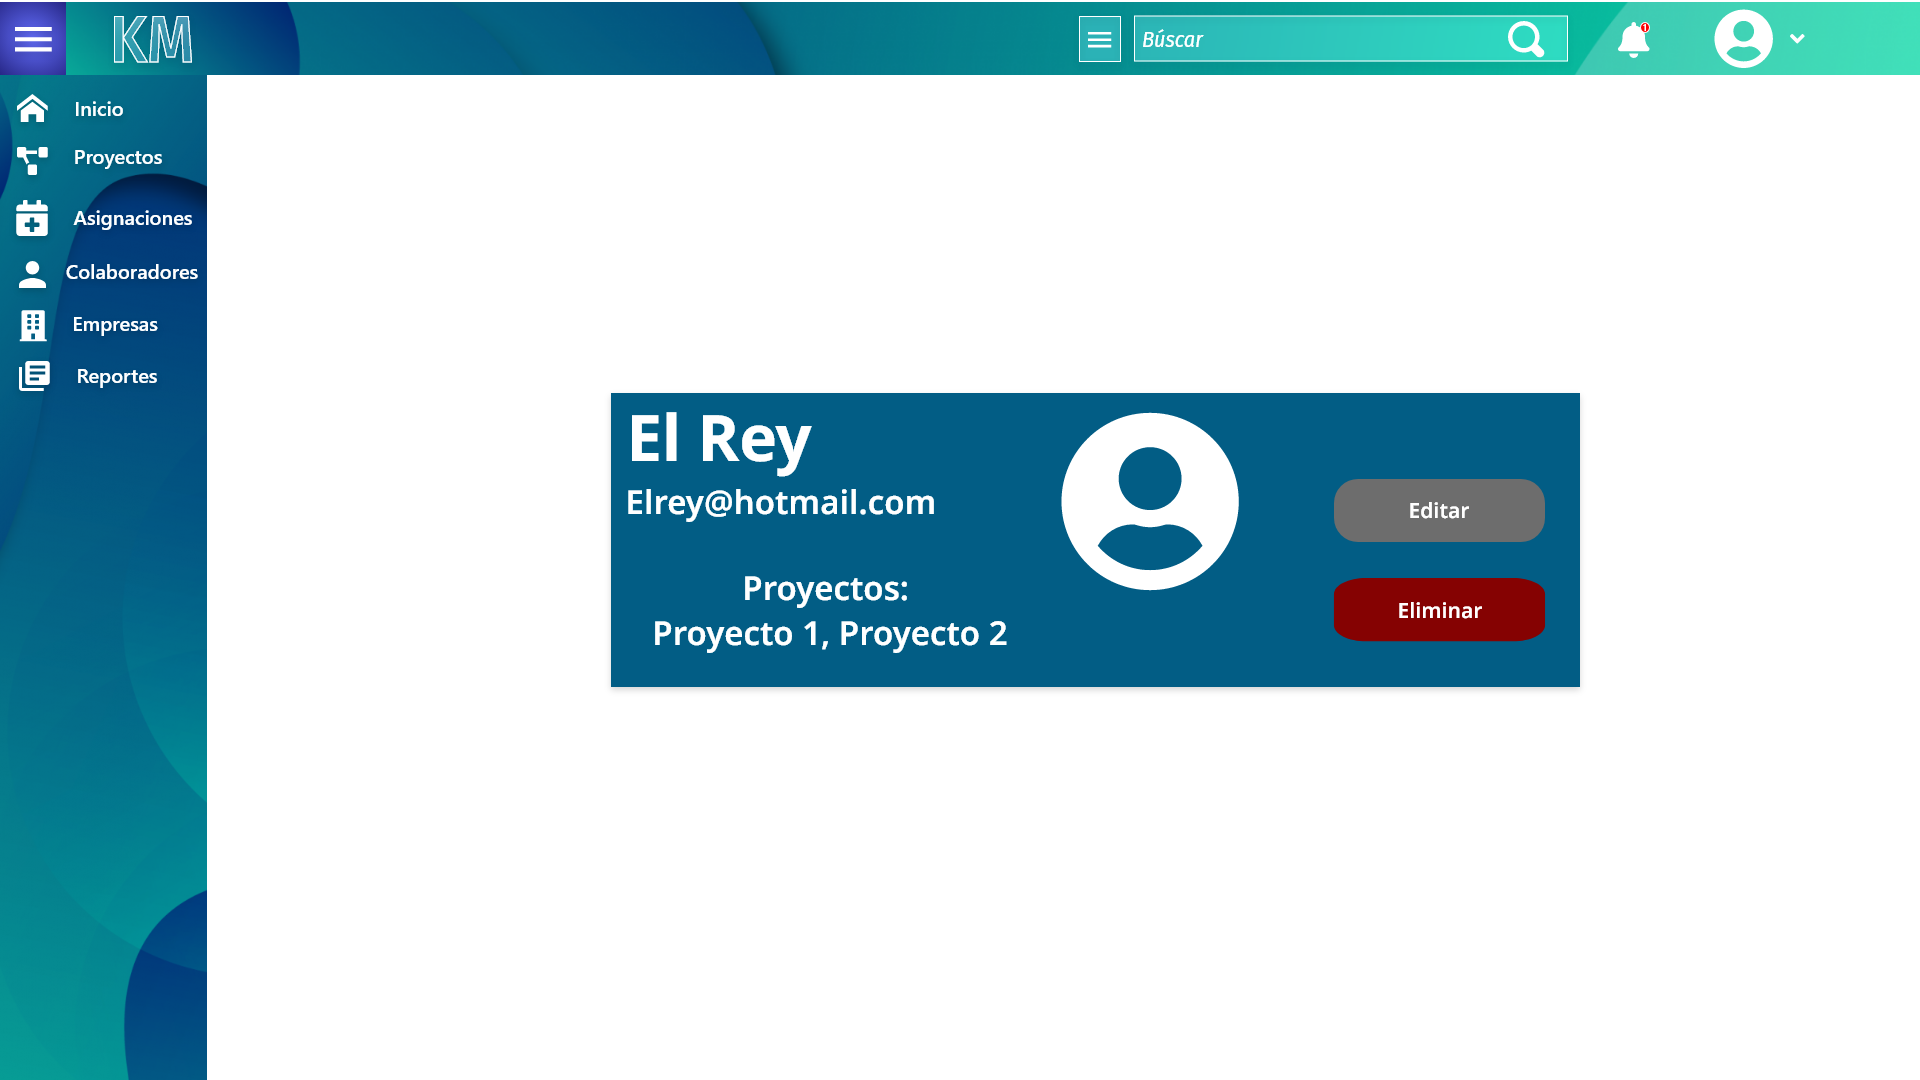 KM
Búscar
1
Inicio
Proyectos
Asignaciones
Colaboradores
Empresas
Reportes
El Rey
Elrey@hotmail.com
Proyectos:
Proyecto 1, Proyecto 2
Editar
Eliminar